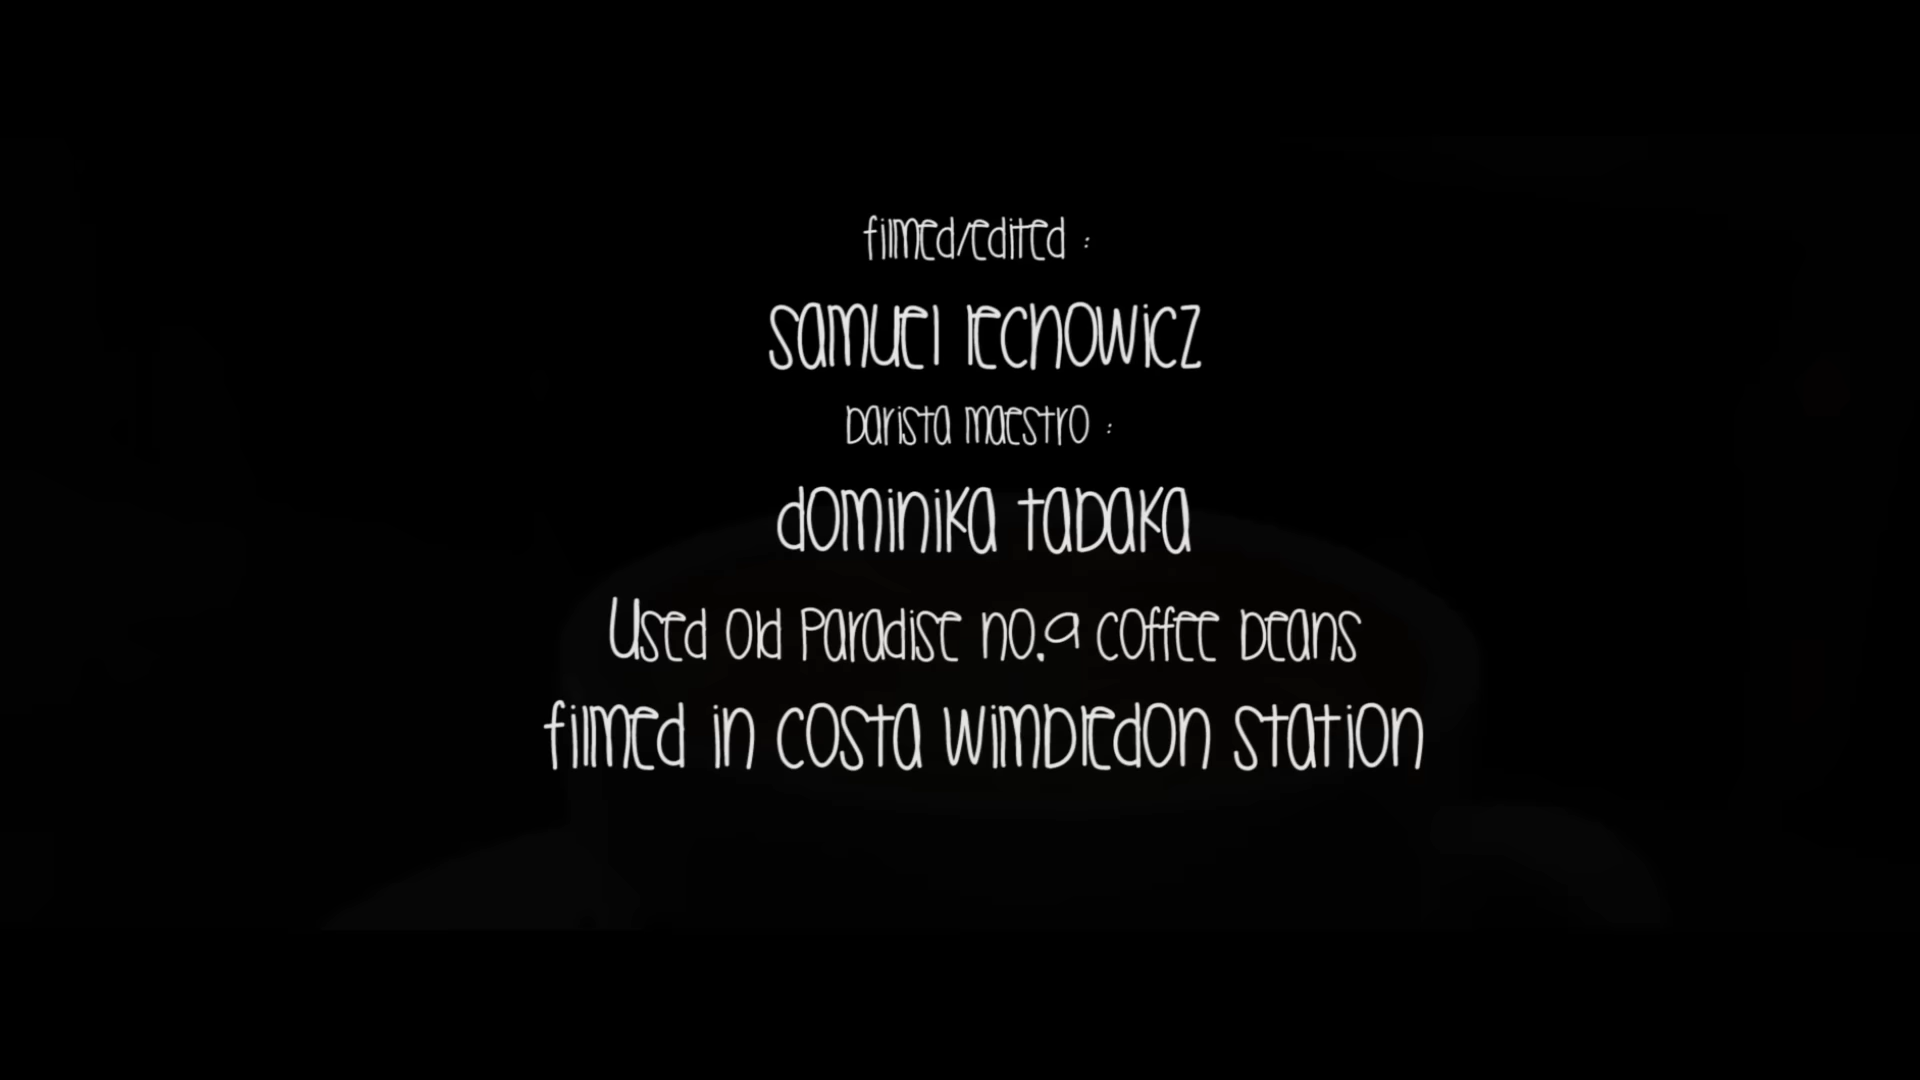 filmed/edited :
samuel lechowicz
barista maestro :
dominika tabaka
Used Old Paradise no.9 coffee beans
filmed in costa wimbledon station